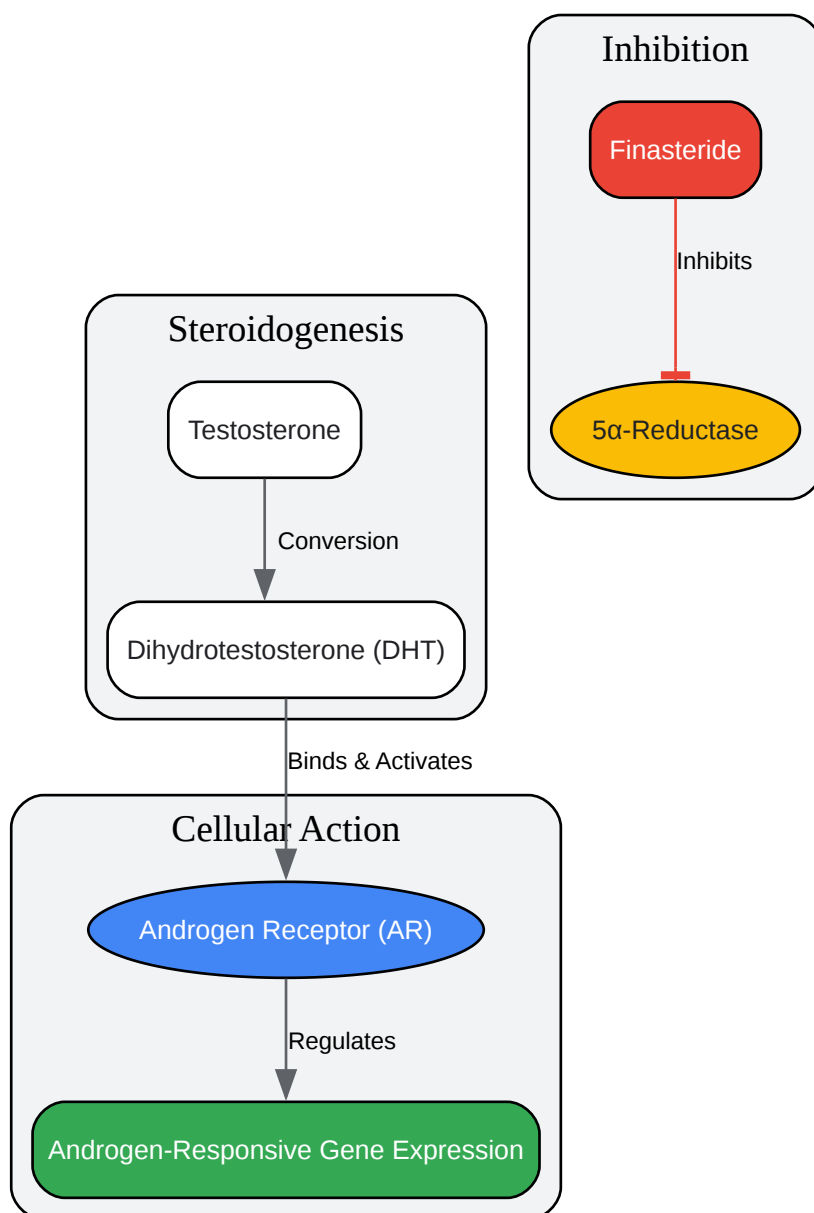 Inhibition
Finasteride
Inhibits
5α-Reductase
Steroidogenesis
Testosterone
Conversion
Dihydrotestosterone (DHT)
Binds & Activates
Cellular Action
Androgen Receptor (AR)
Regulates
Androgen-Responsive Gene Expression